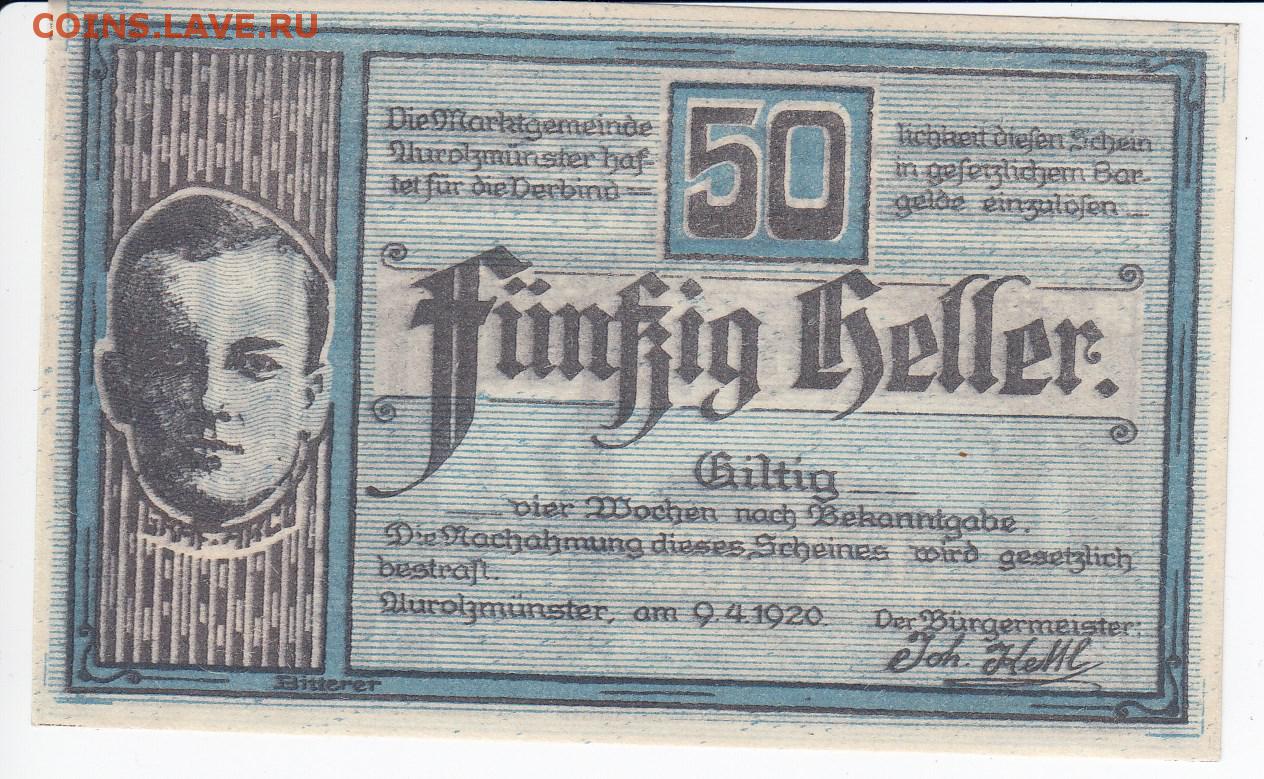 COINS.LAVE.RU
Die Marktgemeinde
Aurolzmünster haf-
tet für die Verbind-
50
lichkeit diesen Schein
in gesetzlichem Bar-
gelde einzulösen
Fünfzig Heller.
Giltig
vier Wochen nach Bekanntgabe.
Die Nachahmung dieses Scheines wird gesetzlich
bestraft.
Aurolzmünster, am 9.4.1920.
Der Bürgermeister:
Joh.
GRAF-ARCO